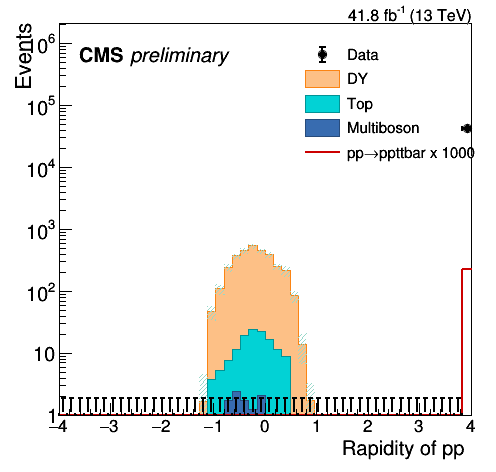 41.8 fb⁻¹ (13 TeV)
Events
CMS preliminary
Data
DY
Top
Multiboson
pp→ppttbar x 1000
10⁶
10⁵
10⁴
10³
10²
10
1
−4 −3 −2 −1 0 1 2 3 4
Rapidity of pp